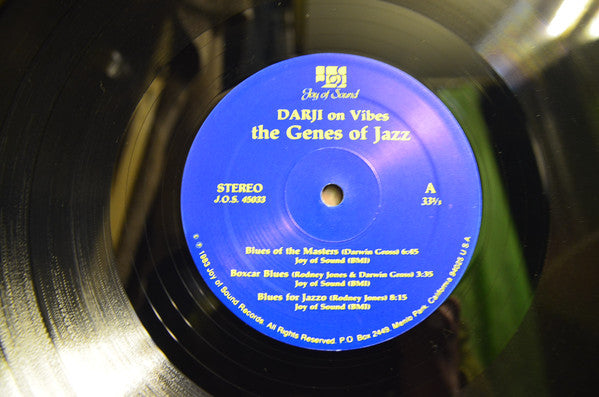 Joy of Sound
DARJI on Vibes
the Genes of Jazz
STEREO
J.O.S. 45033
A
33⅓
Blues of the Masters (Darwin Gross) 6:45
Joy of Sound (BMI)
Boxcar Blues (Rodney Jones & Darwin Gross) 3:35
Joy of Sound (BMI)
Blues for Jazzo (Rodney Jones) 8:15
Joy of Sound (BMI)
© ℗ 1983 Joy of Sound Records. All Rights Reserved. P.O. Box 2449, Menlo Park, California 94025 U.S.A.